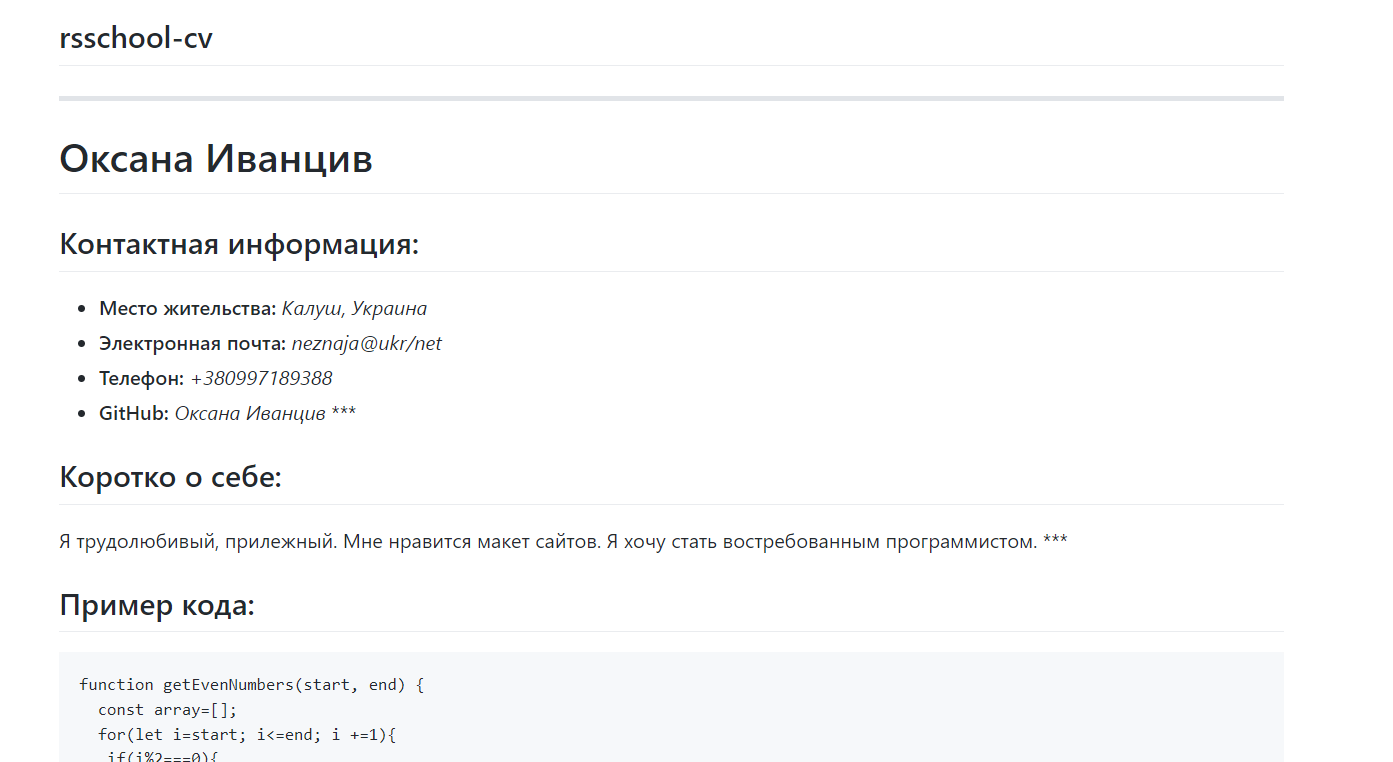 rsschool-cv
Оксана Иванцив
Контактная информация:
Место жительства: Калуш, Украина
Электронная почта: neznaja@ukr/net
Телефон: +380997189388
GitHub: Оксана Иванцив ***
Коротко о себе:
Я трудолюбивый, прилежный. Мне нравится макет сайтов. Я хочу стать востребованным программистом. ***
Пример кода:
function getEvenNumbers(start, end) {
const array=[];
for(let i=start; i<=end; i +=1){
if(i%2===0){